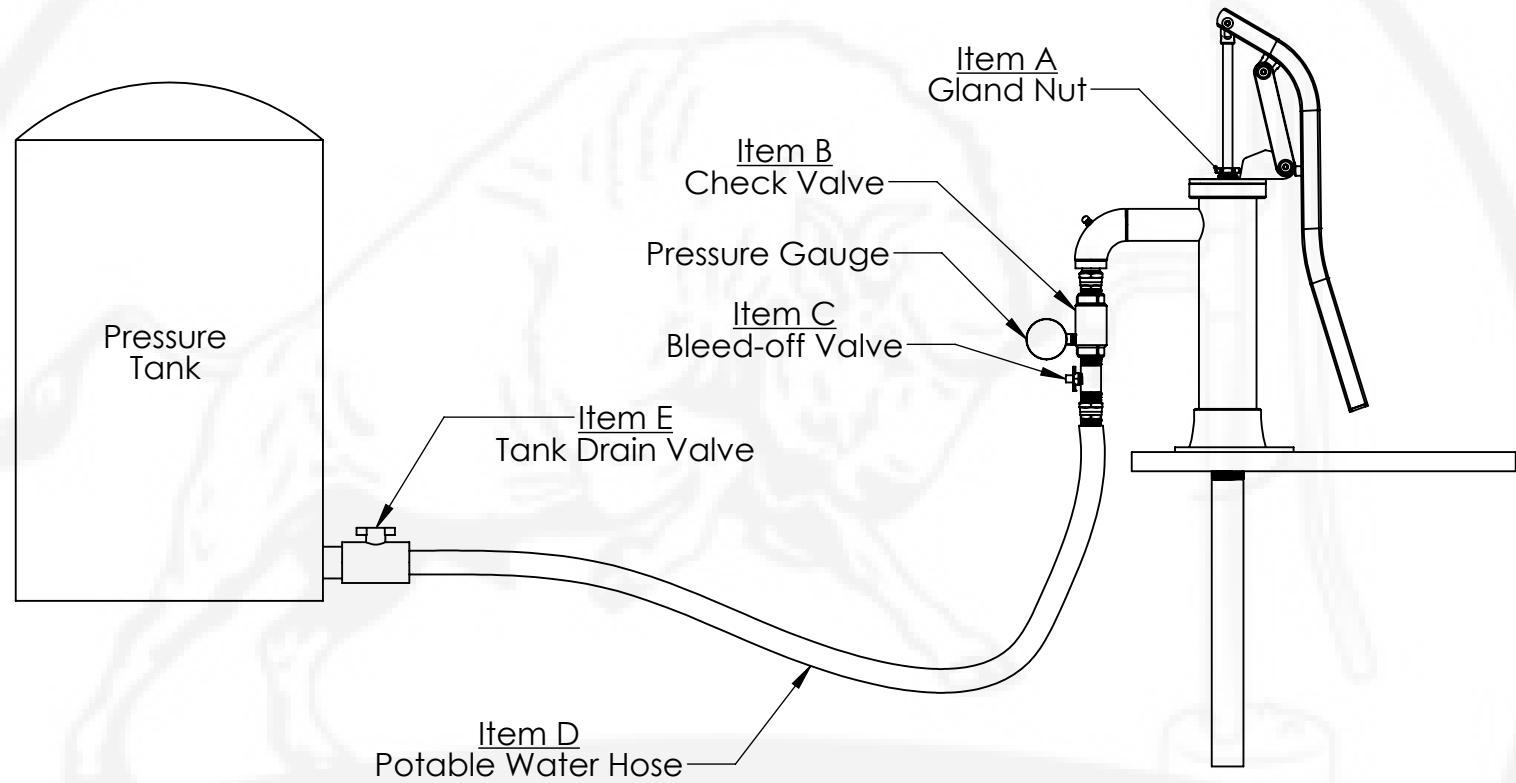 Item A
Gland Nut
Item B
Check Valve
Pressure Gauge
Item C
Bleed-off Valve
Pressure
Tank
Item E
Tank Drain Valve
Item D
Potable Water Hose